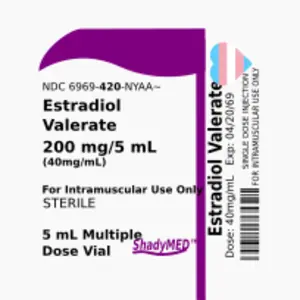 NDC 6969-420-NYAA~
Estradiol
Valerate
200 mg/5 mL
(40mg/mL)
For Intramuscular Use Only
STERILE
5 mL Multiple
Dose Vial
ShadyMED™
Estradiol Valerate
Dose: 40mg/mL Exp: 04/20/69
SINGLE DOSE INJECTION
FOR INTRAMUSCULAR USE ONLY